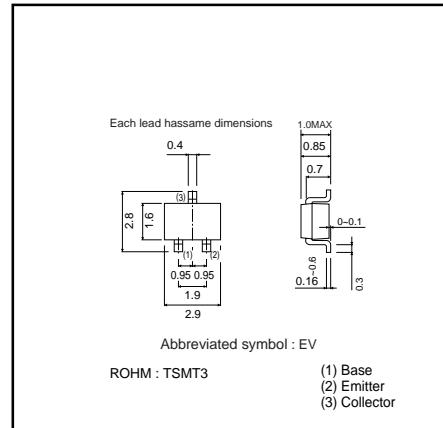 Each lead hassame dimensions
1.0MAX
0.4
0.85
0.7
(3)
2.8
1.6
0~0.1
(1)
(2)
0.95 0.95
1.9
2.9
0.16
~0.6
0.3
Abbreviated symbol : EV
ROHM : TSMT3
(1) Base
(2) Emitter
(3) Collector